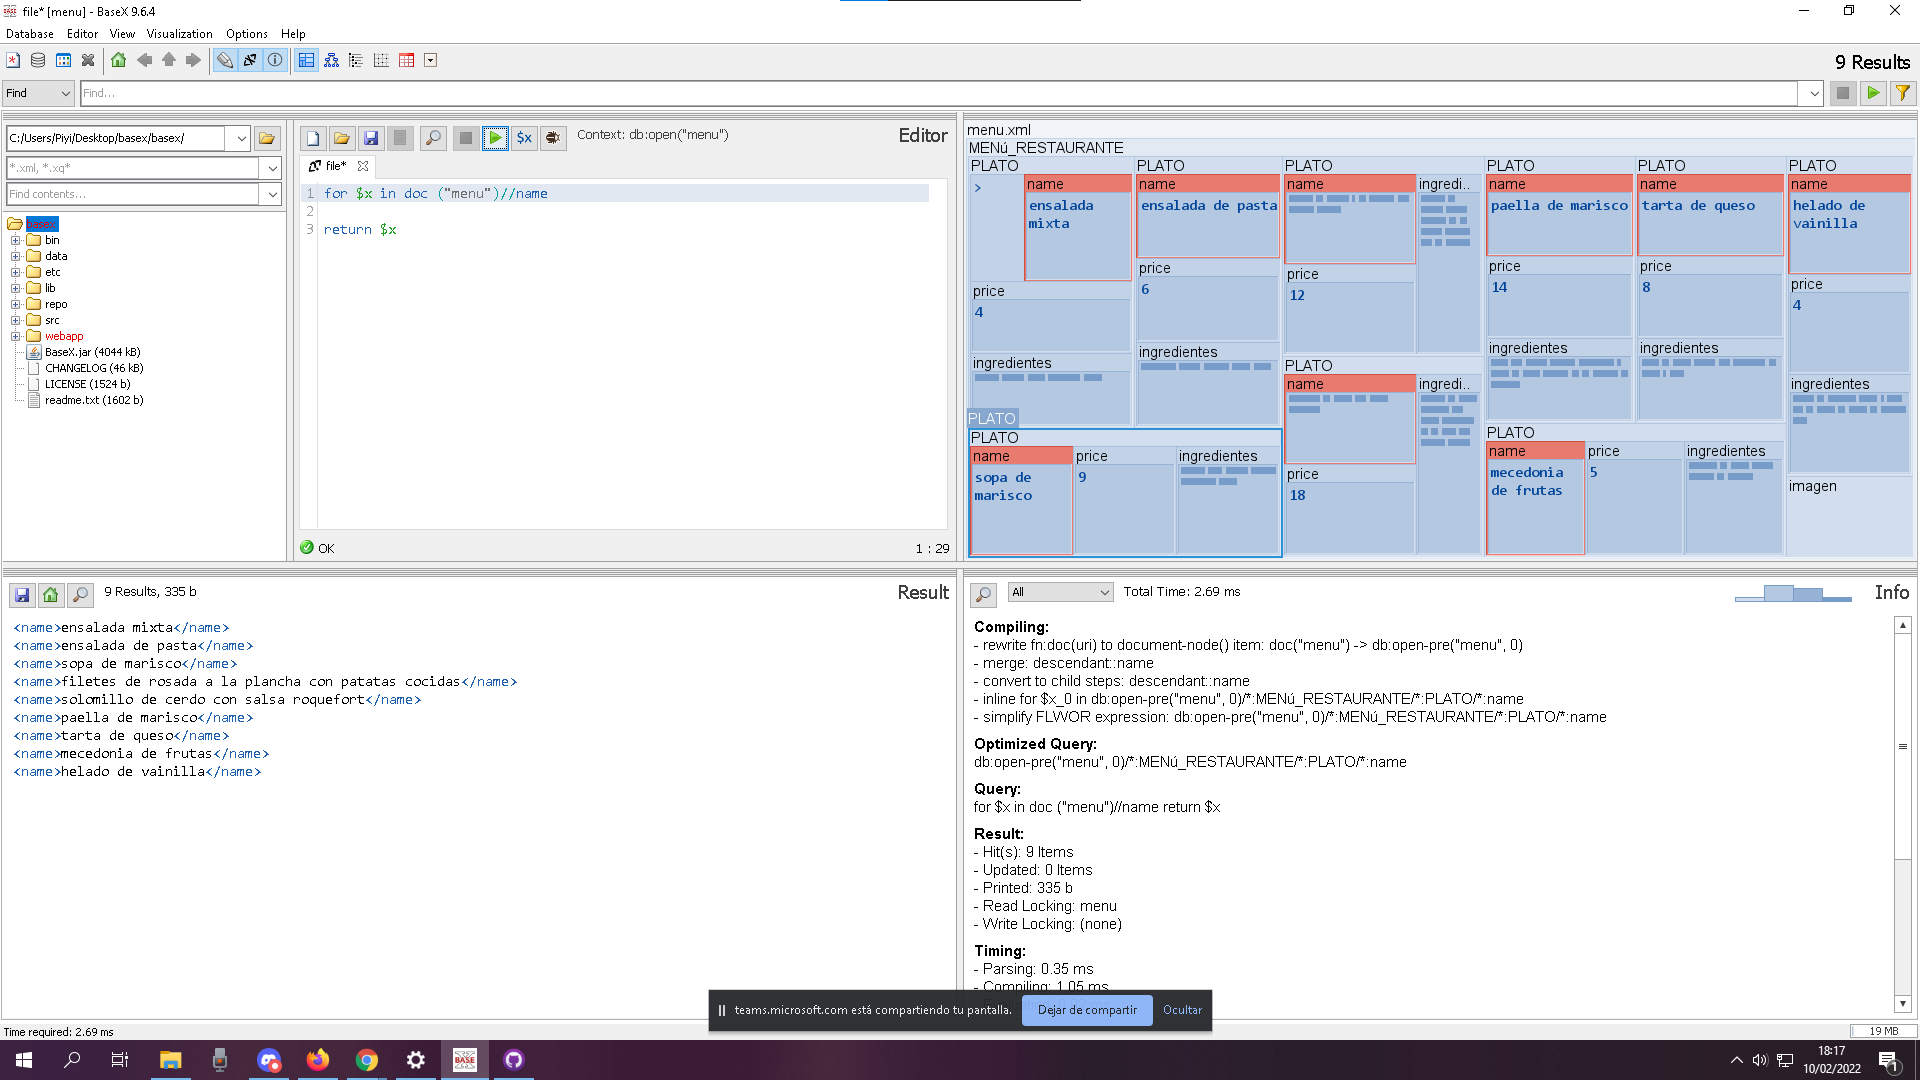 file* [menu] - BaseX 9.6.4
Database Editor View Visualization Options Help
9 Results
Find Find...
C:/Users/Piyi/Desktop/basex/basex/
*.xml, *.xq*
Find contents...
basex
bin
data
etc
lib
repo
src
webapp
BaseX.jar (4044 kB)
CHANGELOG (46 kB)
LICENSE (1524 b)
readme.txt (1602 b)
$x Context: db:open("menu") Editor
file*
1 for $x in doc ("menu")//name
2
3 return $x
OK 1 : 29
menu.xml
MENú_RESTAURANTE
PLATO
>
name
ensalada
mixta
price
4
ingredientes
PLATO
name
ensalada de pasta
price
6
ingredientes
PLATO
PLATO
name
sopa de
marisco
price
9
ingredientes
PLATO
name
price
12
ingredi..
PLATO
name
price
18
ingredi..
PLATO
name
paella de marisco
price
14
ingredientes
PLATO
name
tarta de queso
price
8
ingredientes
PLATO
name
mecedonia
de frutas
price
5
ingredientes
PLATO
name
helado de
vainilla
price
4
ingredientes
imagen
9 Results, 335 b Result
<name>ensalada mixta</name>
<name>ensalada de pasta</name>
<name>sopa de marisco</name>
<name>filetes de rosada a la plancha con patatas cocidas</name>
<name>solomillo de cerdo con salsa roquefort</name>
<name>paella de marisco</name>
<name>tarta de queso</name>
<name>mecedonia de frutas</name>
<name>helado de vainilla</name>
All Total Time: 2.69 ms Info
Compiling:
- rewrite fn:doc(uri) to document-node() item: doc("menu") -> db:open-pre("menu", 0)
- merge: descendant::name
- convert to child steps: descendant::name
- inline for $x_0 in db:open-pre("menu", 0)/*:MENú_RESTAURANTE/*:PLATO/*:name
- simplify FLWOR expression: db:open-pre("menu", 0)/*:MENú_RESTAURANTE/*:PLATO/*:name
Optimized Query:
db:open-pre("menu", 0)/*:MENú_RESTAURANTE/*:PLATO/*:name
Query:
for $x in doc ("menu")//name return $x
Result:
- Hit(s): 9 Items
- Updated: 0 Items
- Printed: 335 b
- Read Locking: menu
- Write Locking: (none)
Timing:
- Parsing: 0.35 ms
- Compiling: 1.05 ms
teams.microsoft.com está compartiendo tu pantalla. Dejar de compartir Ocultar
Time required: 2.69 ms 19 MB
BASE
18:17
10/02/2022
1